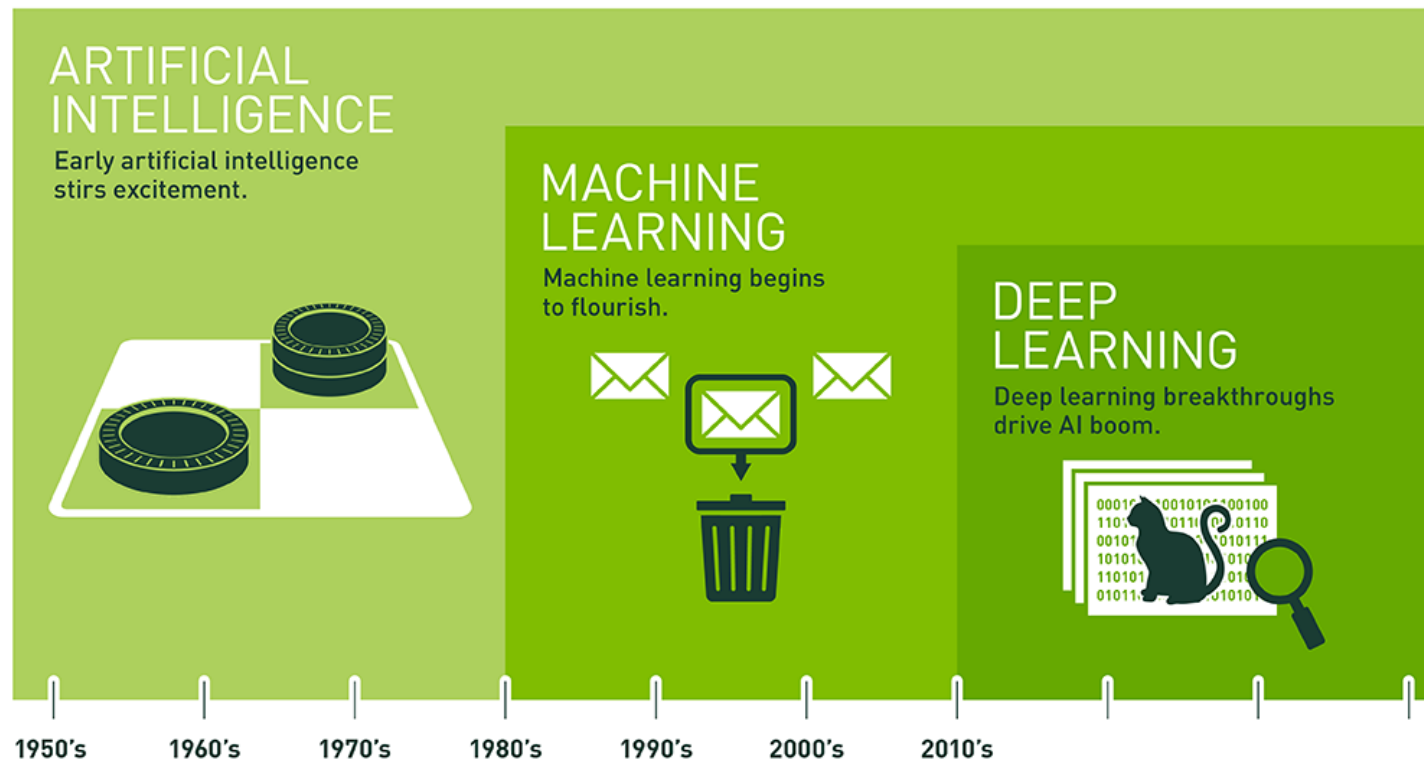 ARTIFICIAL
INTELLIGENCE
Early artificial intelligence
stirs excitement.
MACHINE
LEARNING
Machine learning begins
to flourish.
DEEP
LEARNING
Deep learning breakthroughs
drive AI boom.
1950's
1960's
1970's
1980's
1990's
2000's
2010's